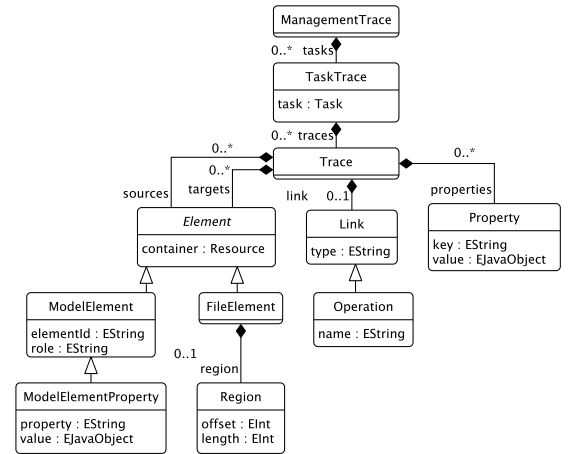 ManagementTrace
0..* tasks
TaskTrace
task : Task
0..* traces
Trace
0..*
0..*
0..*
sources
targets
link 0..1
properties
Element
container : Resource
Link
type : EString
Property
key : EString
value : EJavaObject
ModelElement
elementId : EString
role : EString
FileElement
Operation
name : EString
0..1
region
ModelElementProperty
property : EString
value : EJavaObject
Region
offset : EInt
length : EInt